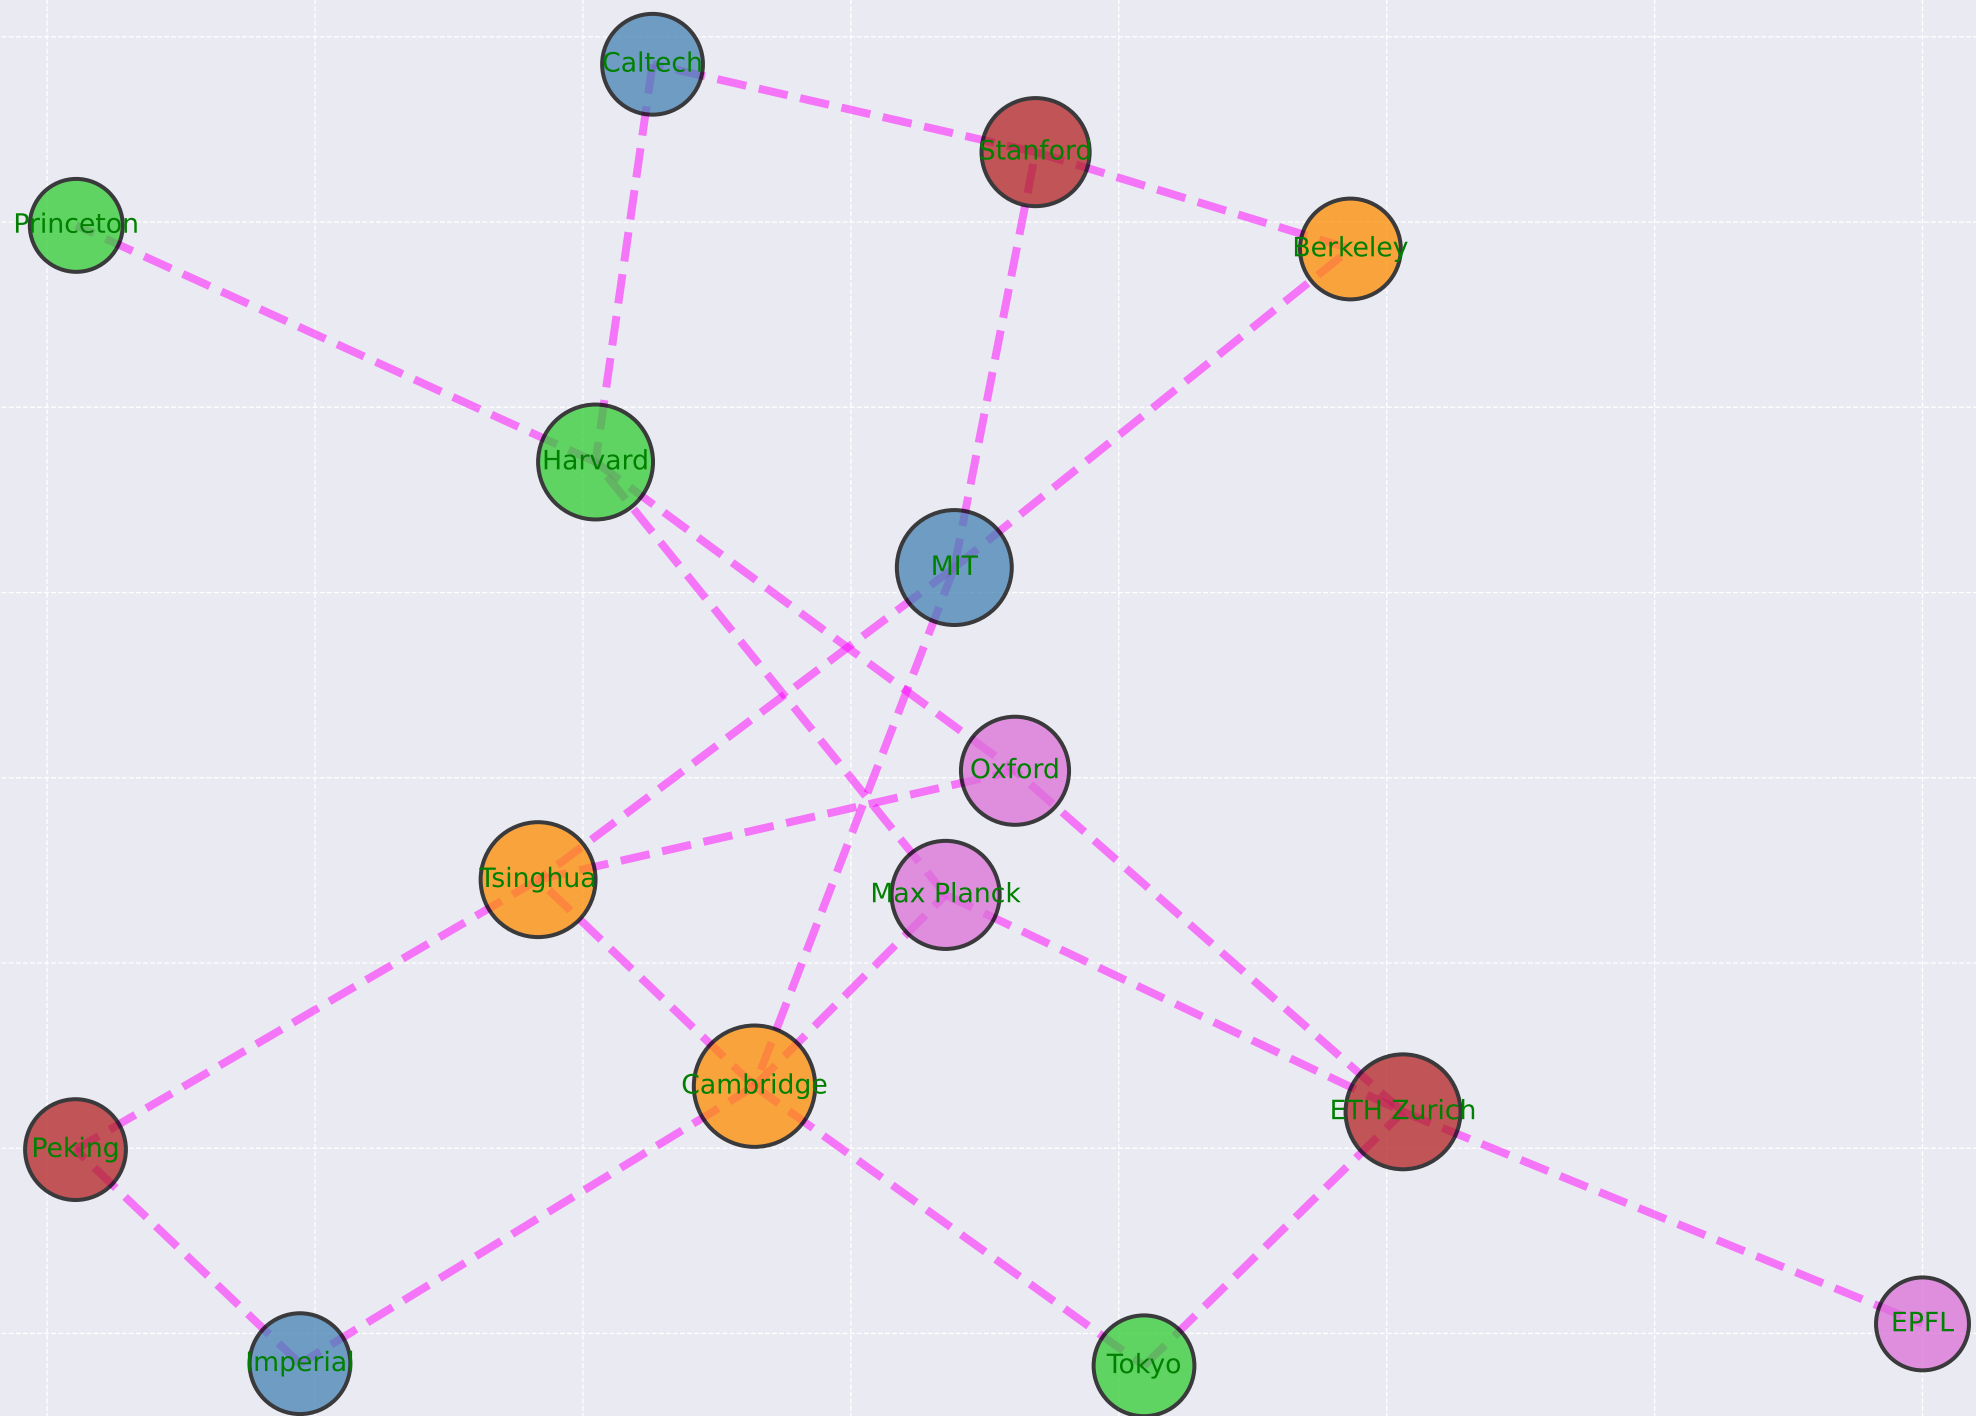 Caltech
Stanford
Princeton
Berkeley
Harvard
MIT
Oxford
Tsinghua
Max Planck
Cambridge
ETH Zurich
Peking
EPFL
Imperial
Tokyo